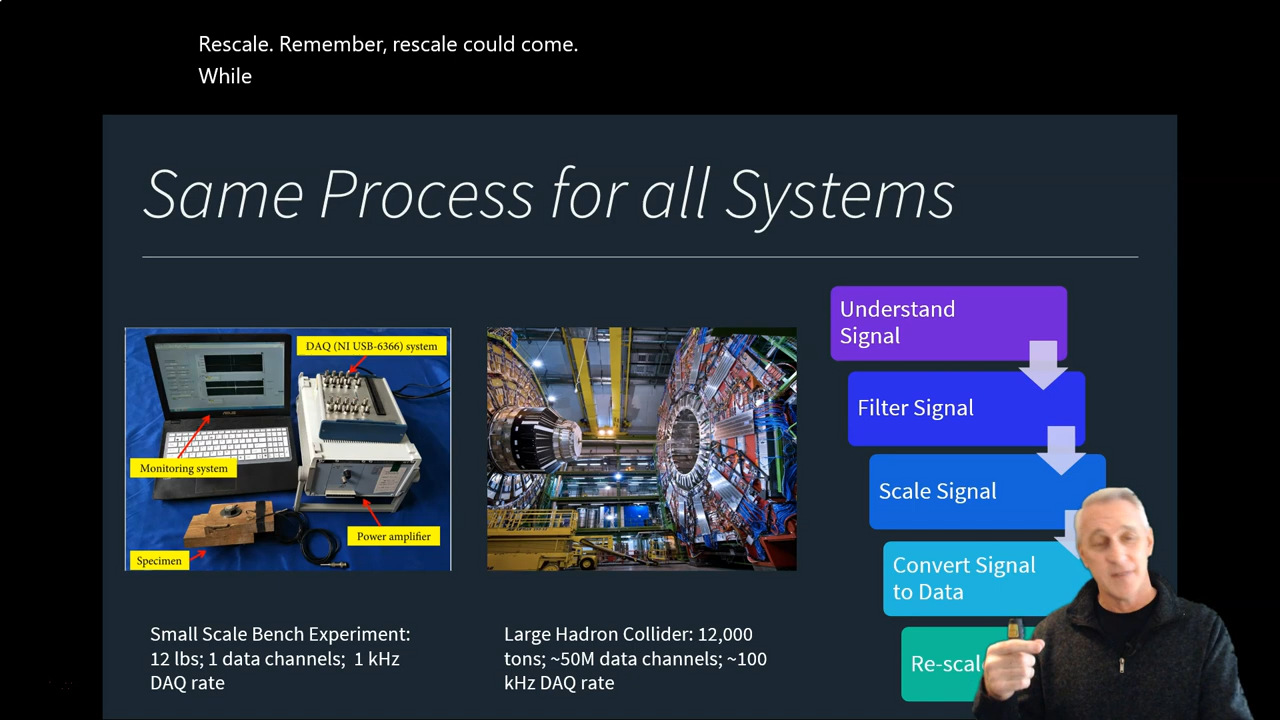 Rescale. Remember, rescale could come.
While
Same Process for all Systems
DAQ (NI USB-6366) system
Monitoring system
Power amplifier
Specimen
Small Scale Bench Experiment:
12 lbs; 1 data channels; 1 kHz
DAQ rate
Large Hadron Collider: 12,000
tons; ~50M data channels; ~100
kHz DAQ rate
Understand
Signal
Filter Signal
Scale Signal
Convert Signal
to Data